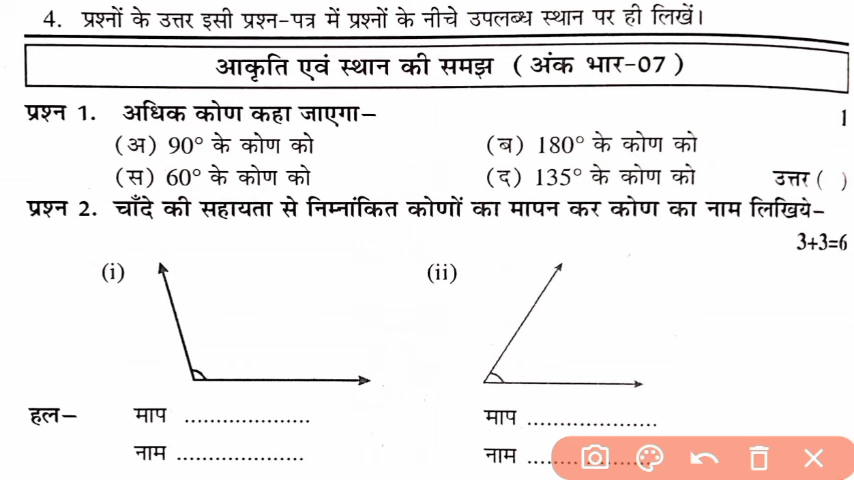 4. प्रश्नों के उत्तर इसी प्रश्न-पत्र में प्रश्नों के नीचे उपलब्ध स्थान पर ही लिखें।
आकृति एवं स्थान की समझ ( अंक भार-07 )
प्रश्न 1. अधिक कोण कहा जाएगा– 1
(अ) 90° के कोण को (ब) 180° के कोण को
(स) 60° के कोण को (द) 135° के कोण को उत्तर ( )
प्रश्न 2. चाँदे की सहायता से निम्नांकित कोणों का मापन कर कोण का नाम लिखिये–
3+3=6
(i) (ii)
हल– माप .................... माप ....................
नाम .................... नाम ....................